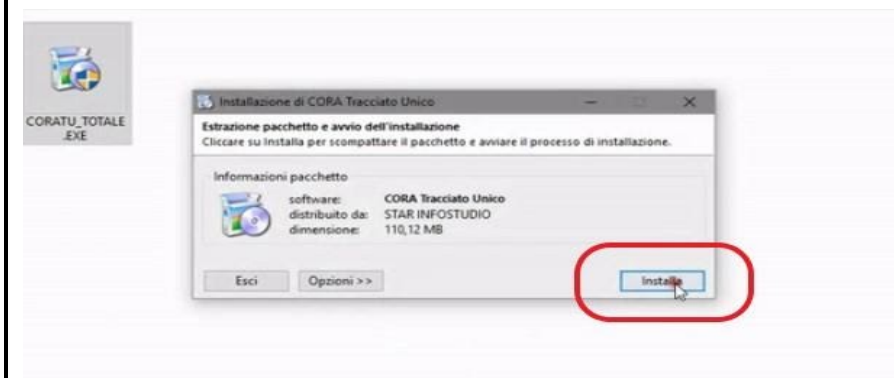 CORATU_TOTALE
.EXE
Installazione di CORA Tracciato Unico
Estrazione pacchetto e avvio dell'installazione
Cliccare su Installa per scompattare il pacchetto e avviare il processo di installazione.
Informazioni pacchetto
software: CORA Tracciato Unico
distribuito da: STAR INFOSTUDIO
dimensione: 110,12 MB
Esci Opzioni >> Installa